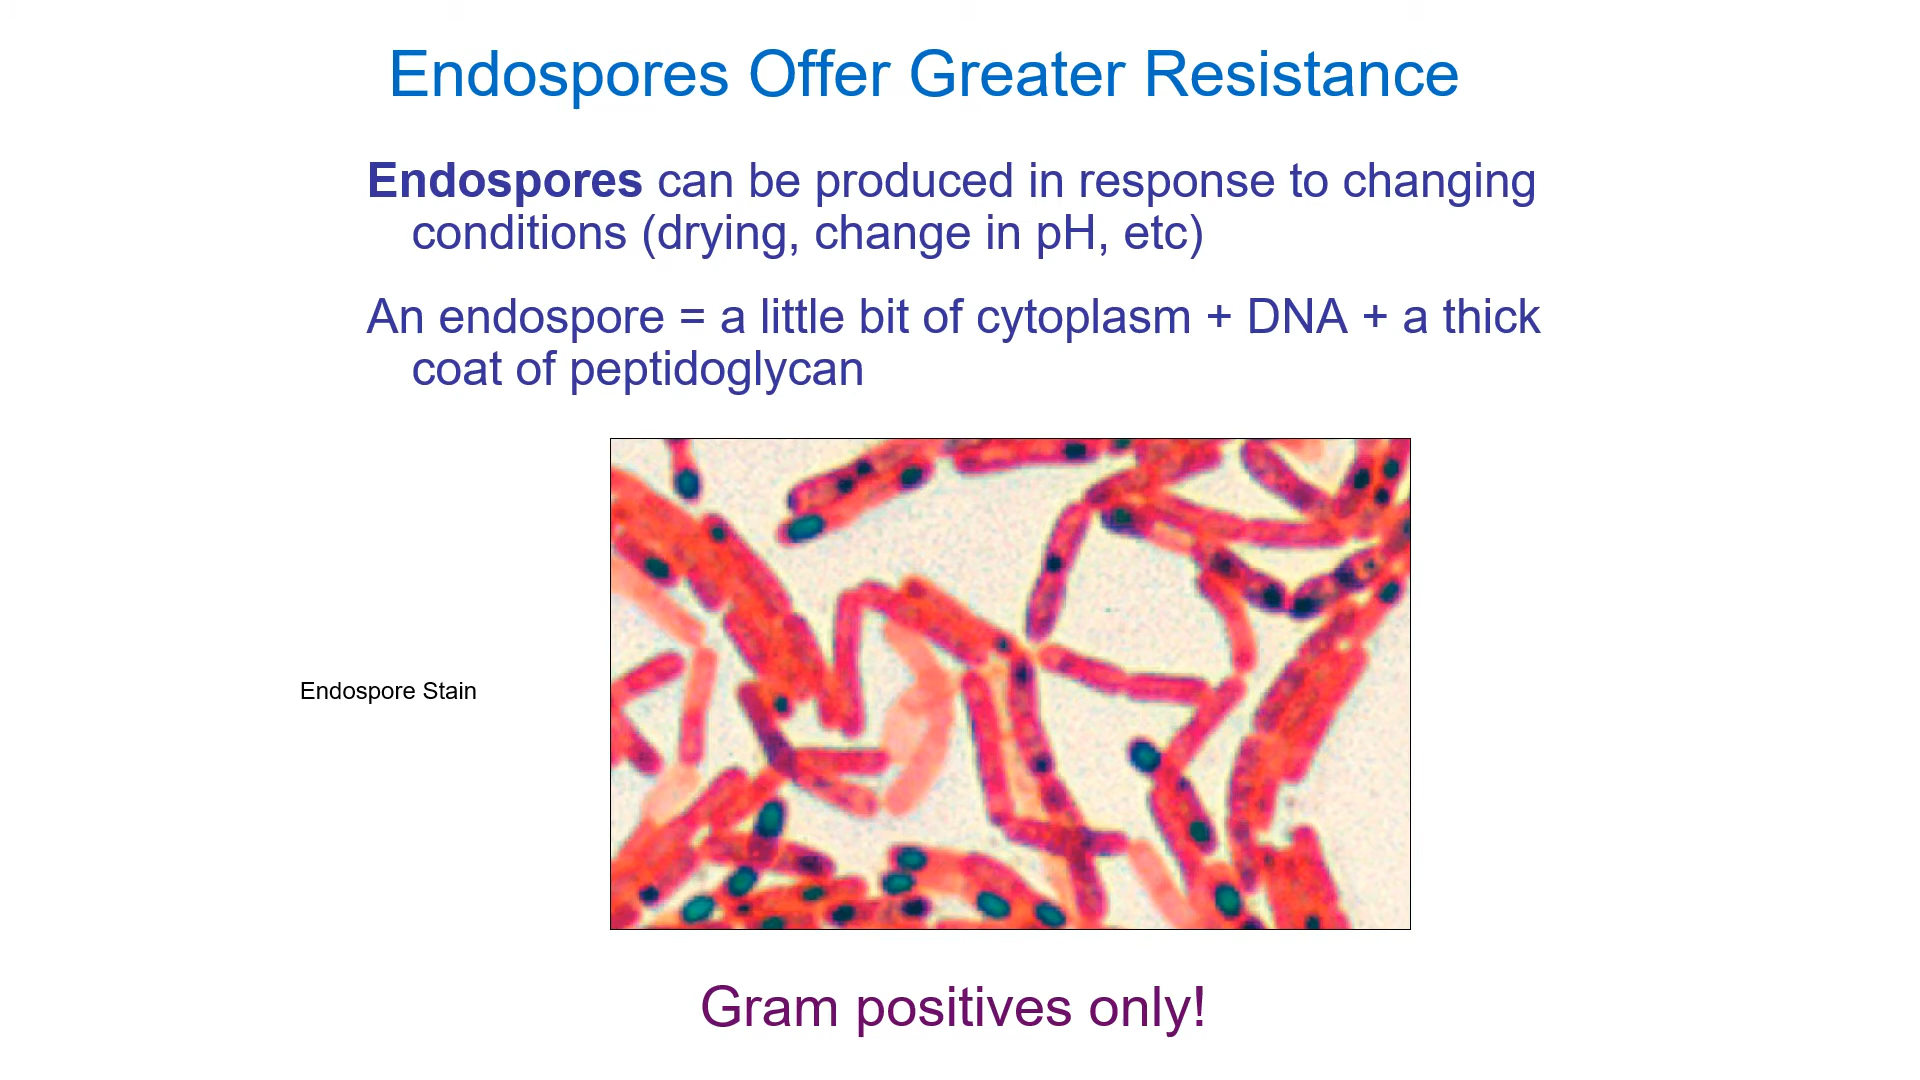 Endospores Offer Greater Resistance
Endospores can be produced in response to changing
conditions (drying, change in pH, etc)
An endospore = a little bit of cytoplasm + DNA + a thick
coat of peptidoglycan
Endospore Stain
Gram positives only!